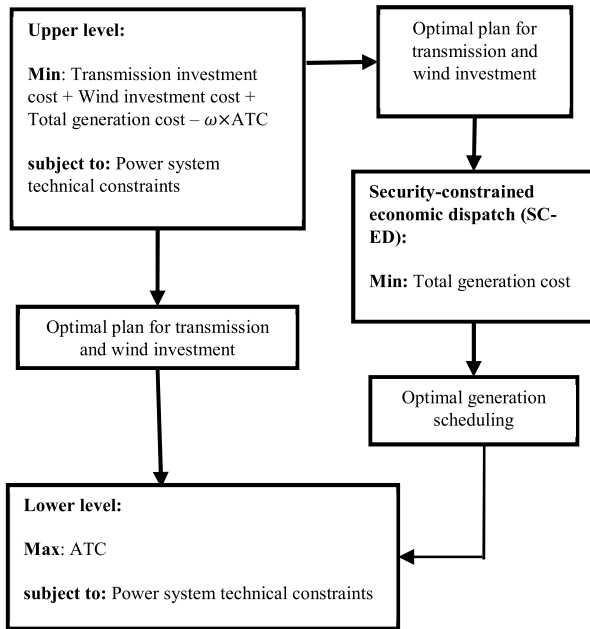 Upper level:
Min: Transmission investment
cost + Wind investment cost +
Total generation cost – ω×ATC
subject to: Power system
technical constraints
Optimal plan for
transmission and
wind investment
Security-constrained
economic dispatch (SC-
ED):
Min: Total generation cost
Optimal plan for transmission
and wind investment
Optimal generation
scheduling
Lower level:
Max: ATC
subject to: Power system technical constraints